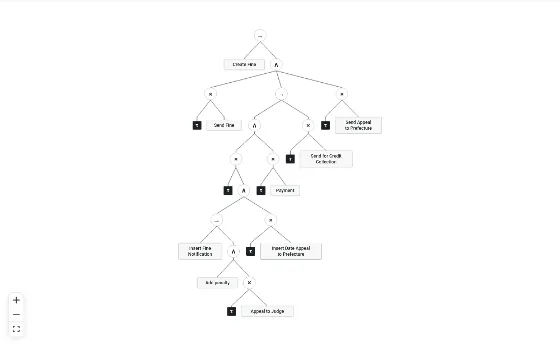 →
Create Fine
∧
×
→
×
τ
Send Fine
∧
×
τ
Send Appeal
to Prefecture
×
×
τ
Send for Credit
Collection
τ
∧
τ
Payment
→
×
Insert Fine
Notification
∧
τ
Insert Date Appeal
to Prefecture
Add penalty
×
τ
Appeal to Judge